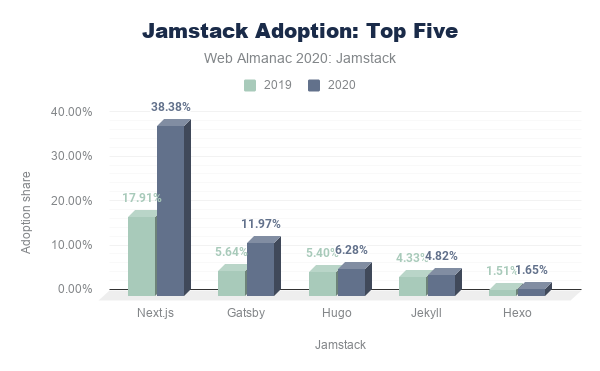 Jamstack Adoption: Top Five
Web Almanac 2020: Jamstack
2019 2020
Adoption share
40.00%
30.00%
20.00%
10.00%
0.00%
17.91% 38.38%
5.64% 11.97%
5.40% 6.28%
4.33% 4.82%
1.51% 1.65%
Next.js Gatsby Hugo Jekyll Hexo
Jamstack